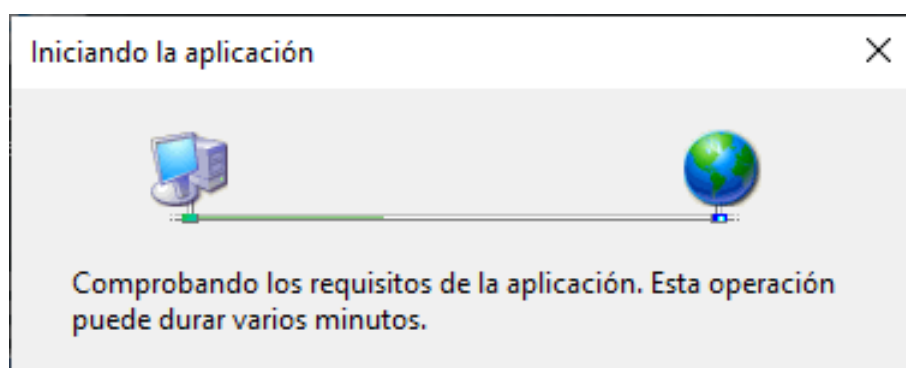 Iniciando la aplicación
Comprobando los requisitos de la aplicación. Esta operación
puede durar varios minutos.